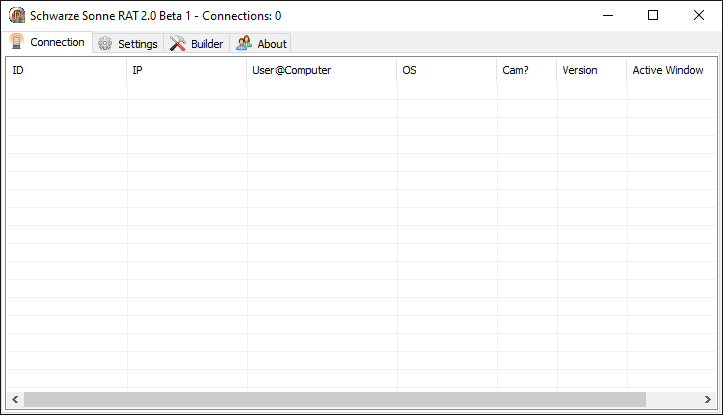 Schwarze Sonne RAT 2.0 Beta 1 - Connections: 0
Connection Settings Builder About
ID IP User@Computer OS Cam? Version Active Window